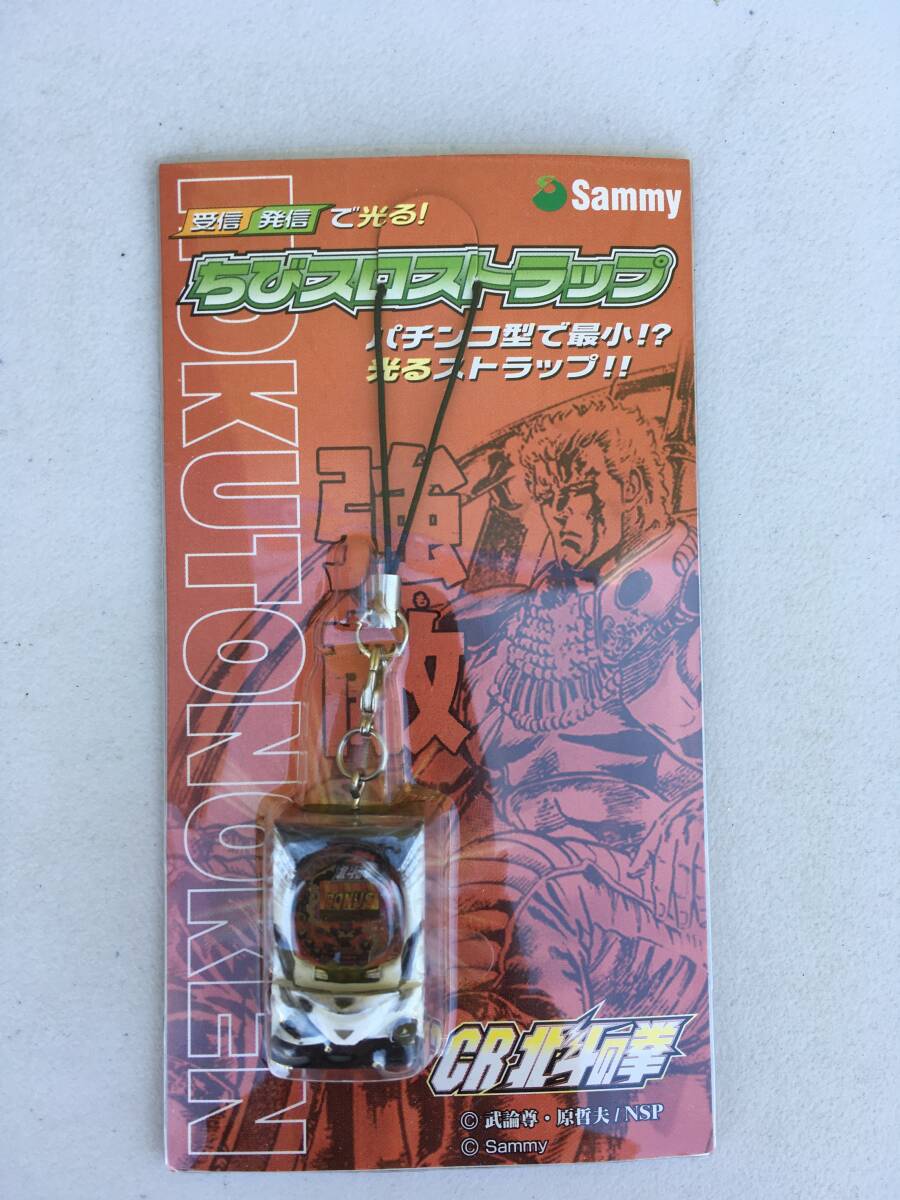 Sammy
受信 発信 で光る!
ちびスロストラップ
パチンコ型で最小!?
光るストラップ!!
強敵
HOKUTONOKEN
BONUS
CR北斗の拳
© 武論尊・原哲夫/NSP
© Sammy